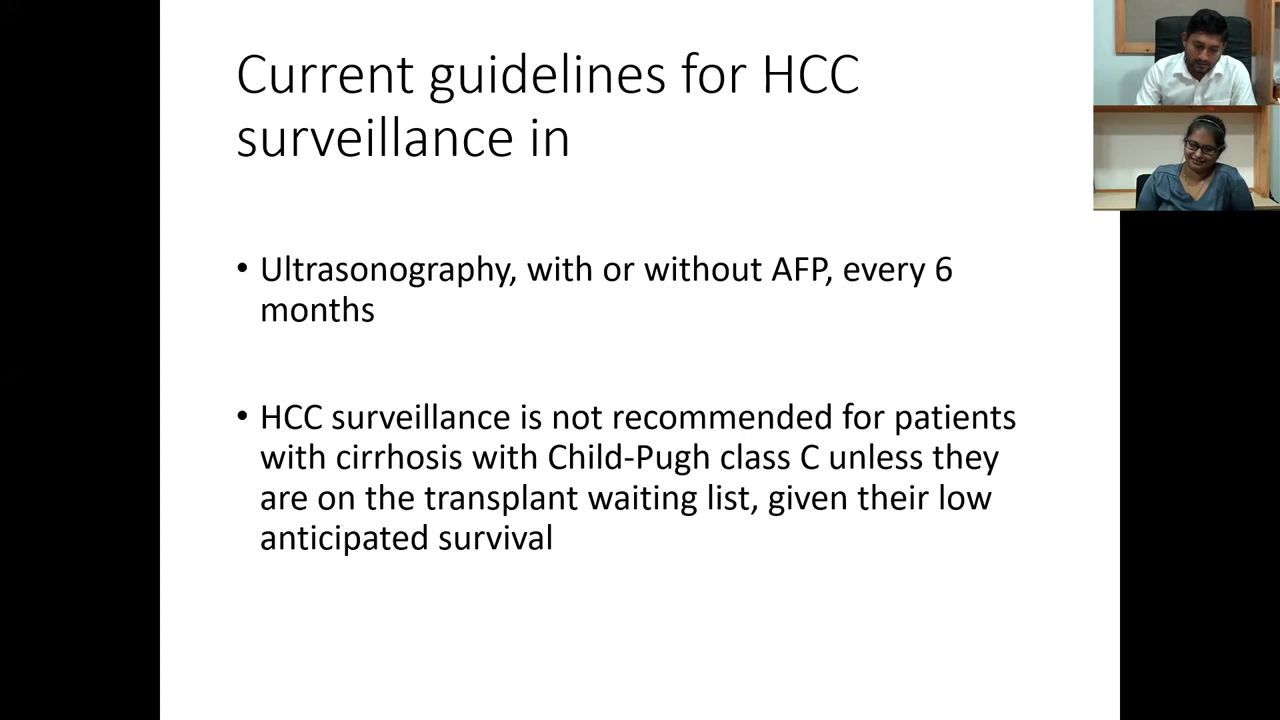 Current guidelines for HCC
surveillance in
• Ultrasonography, with or without AFP, every 6
months
• HCC surveillance is not recommended for patients
with cirrhosis with Child-Pugh class C unless they
are on the transplant waiting list, given their low
anticipated survival